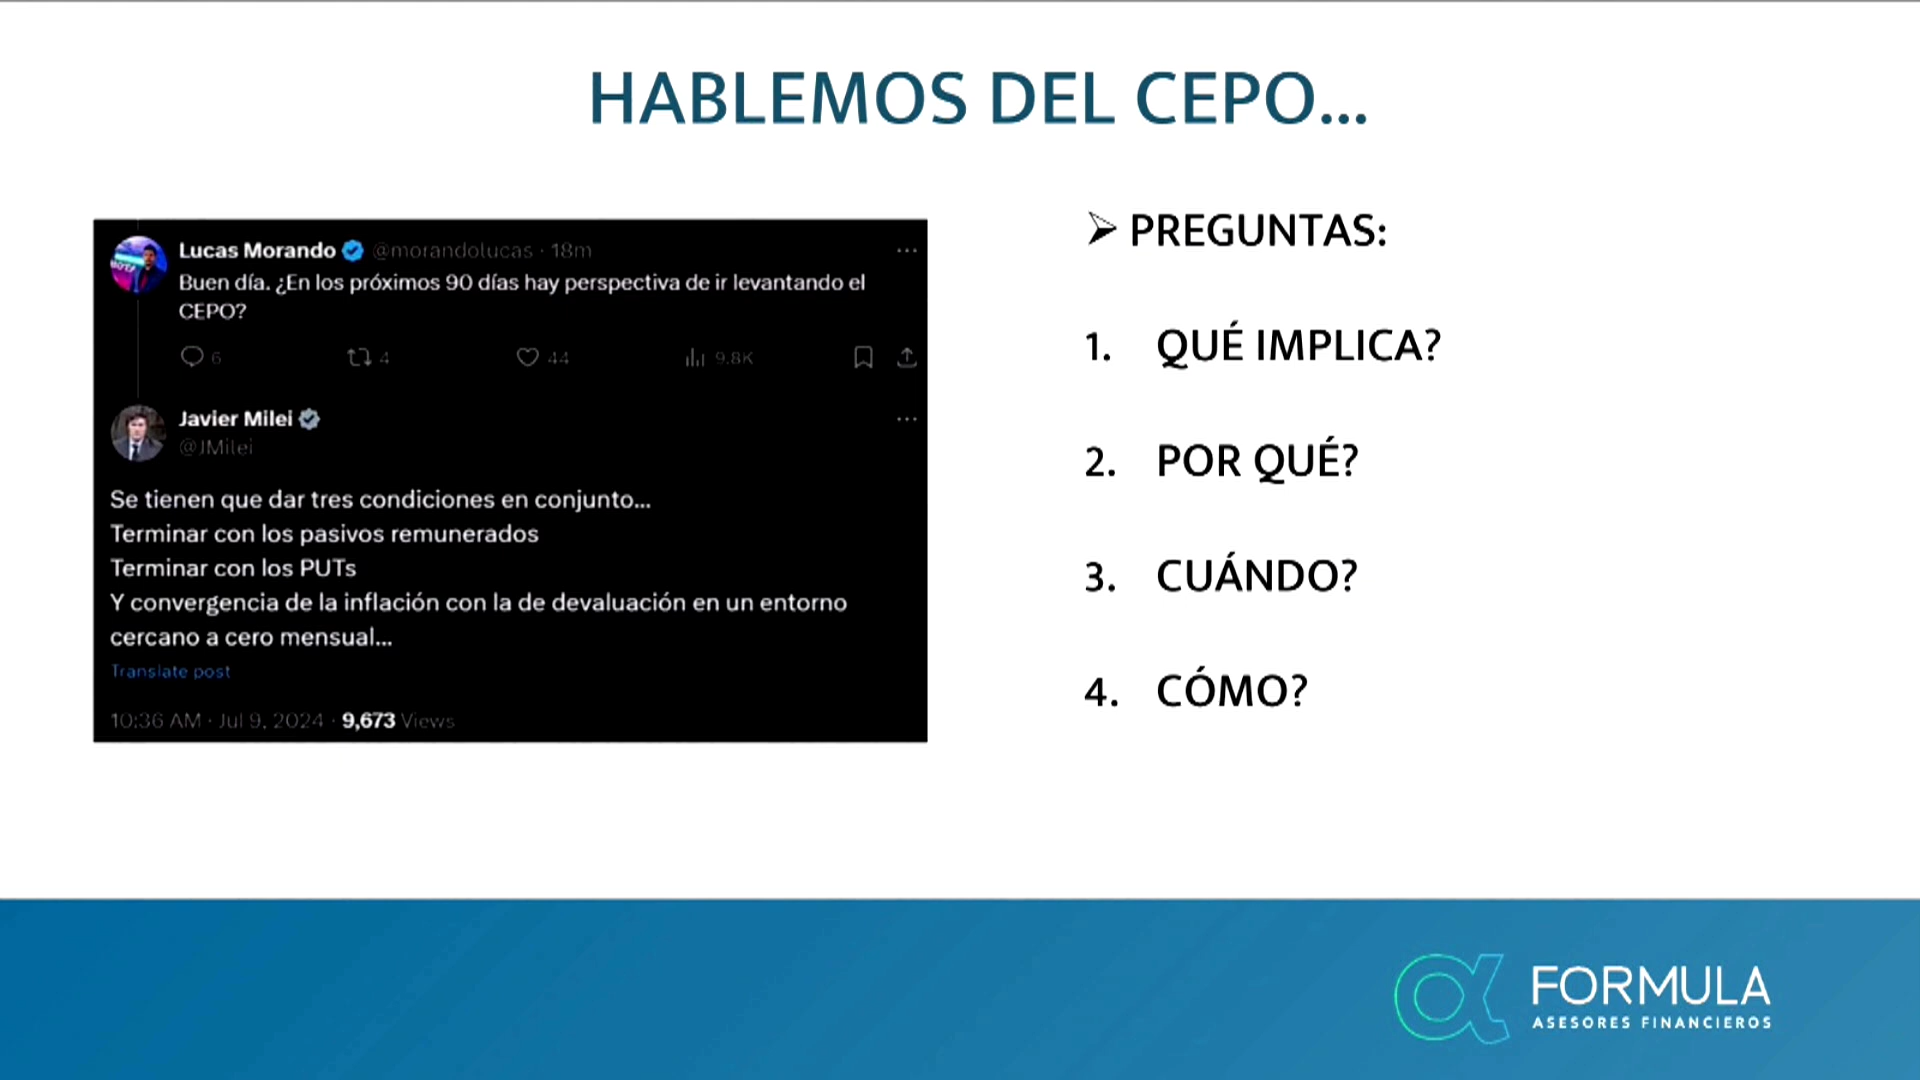 HABLEMOS DEL CEPO...
Lucas Morando @morandolucas · 18m
Buen día. ¿En los próximos 90 días hay perspectiva de ir levantando el
CEPO?
6 4 44 9.8K
Javier Milei
@JMilei
Se tienen que dar tres condiciones en conjunto...
Terminar con los pasivos remunerados
Terminar con los PUTs
Y convergencia de la inflación con la de devaluación en un entorno
cercano a cero mensual...
Translate post
10:36 AM · Jul 9, 2024 · 9,673 Views
PREGUNTAS:
1. QUÉ IMPLICA?
2. POR QUÉ?
3. CUÁNDO?
4. CÓMO?
FORMULA
ASESORES FINANCIEROS